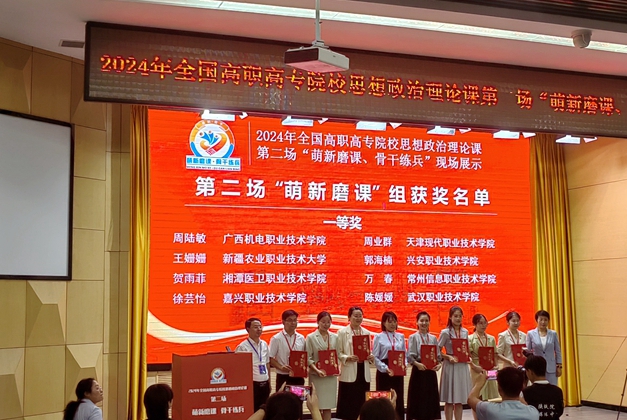 2024年全国高职高专院校思想政治理论课第二场“萌新磨课、
萌新磨课·骨干练兵
2024年全国高职高专院校思想政治理论课
第二场“萌新磨课、骨干练兵”现场展示
第二场“萌新磨课”组获奖名单
一等奖
周陆敏 广西机电职业技术学院 周业群 天津现代职业技术学院
王姗姗 新疆农业职业技术大学 郭海楠 兴安职业技术学院
贺雨菲 湘潭医卫职业技术学院 万春 常州信息职业技术学院
徐芸怡 嘉兴职业技术学院 陈媛媛 武汉职业技术学院
第二场
萌新磨课 骨干练兵